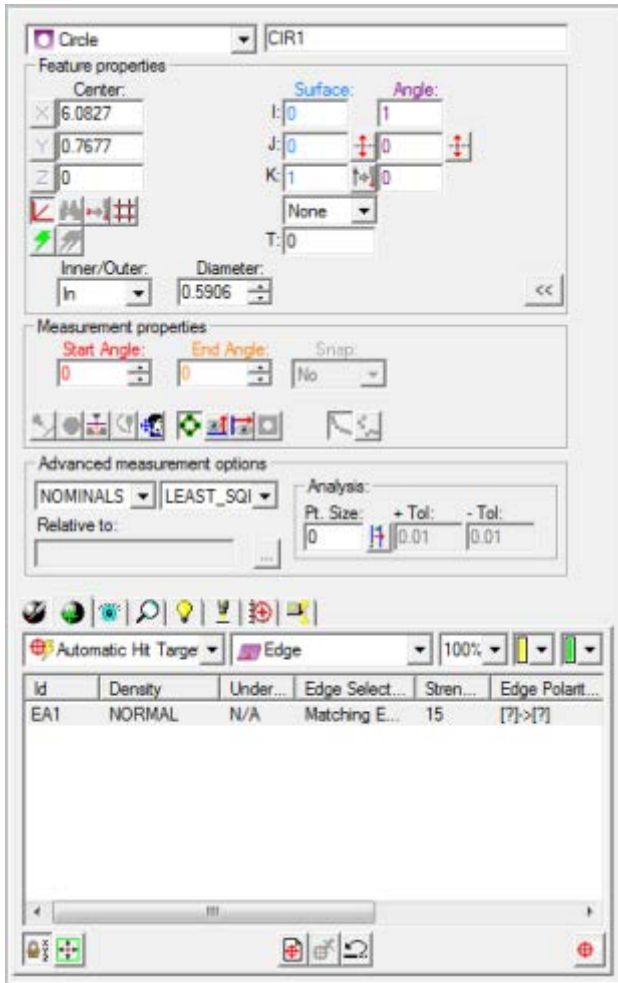 Circle CIR1
Feature properties
Center: Surface: Angle:
X 6.0827 I: 0 1
Y 0.7677 J: 0 0
Z 0 K: 1 0
None
T: 0
Inner/Outer: Diameter:
In 0.5906 <<
Measurement properties
Start Angle: End Angle: Snap:
0 0 No
Advanced measurement options
NOMINALS LEAST_SQI Analysis:
Pt. Size: + Tol: - Tol:
Relative to: 0 0.01 0.01
...
Automatic Hit Targe Edge 100%
Id Density Under... Edge Select... Stren... Edge Polarit...
EA1 NORMAL N/A Matching E... 15 [?]->[?]